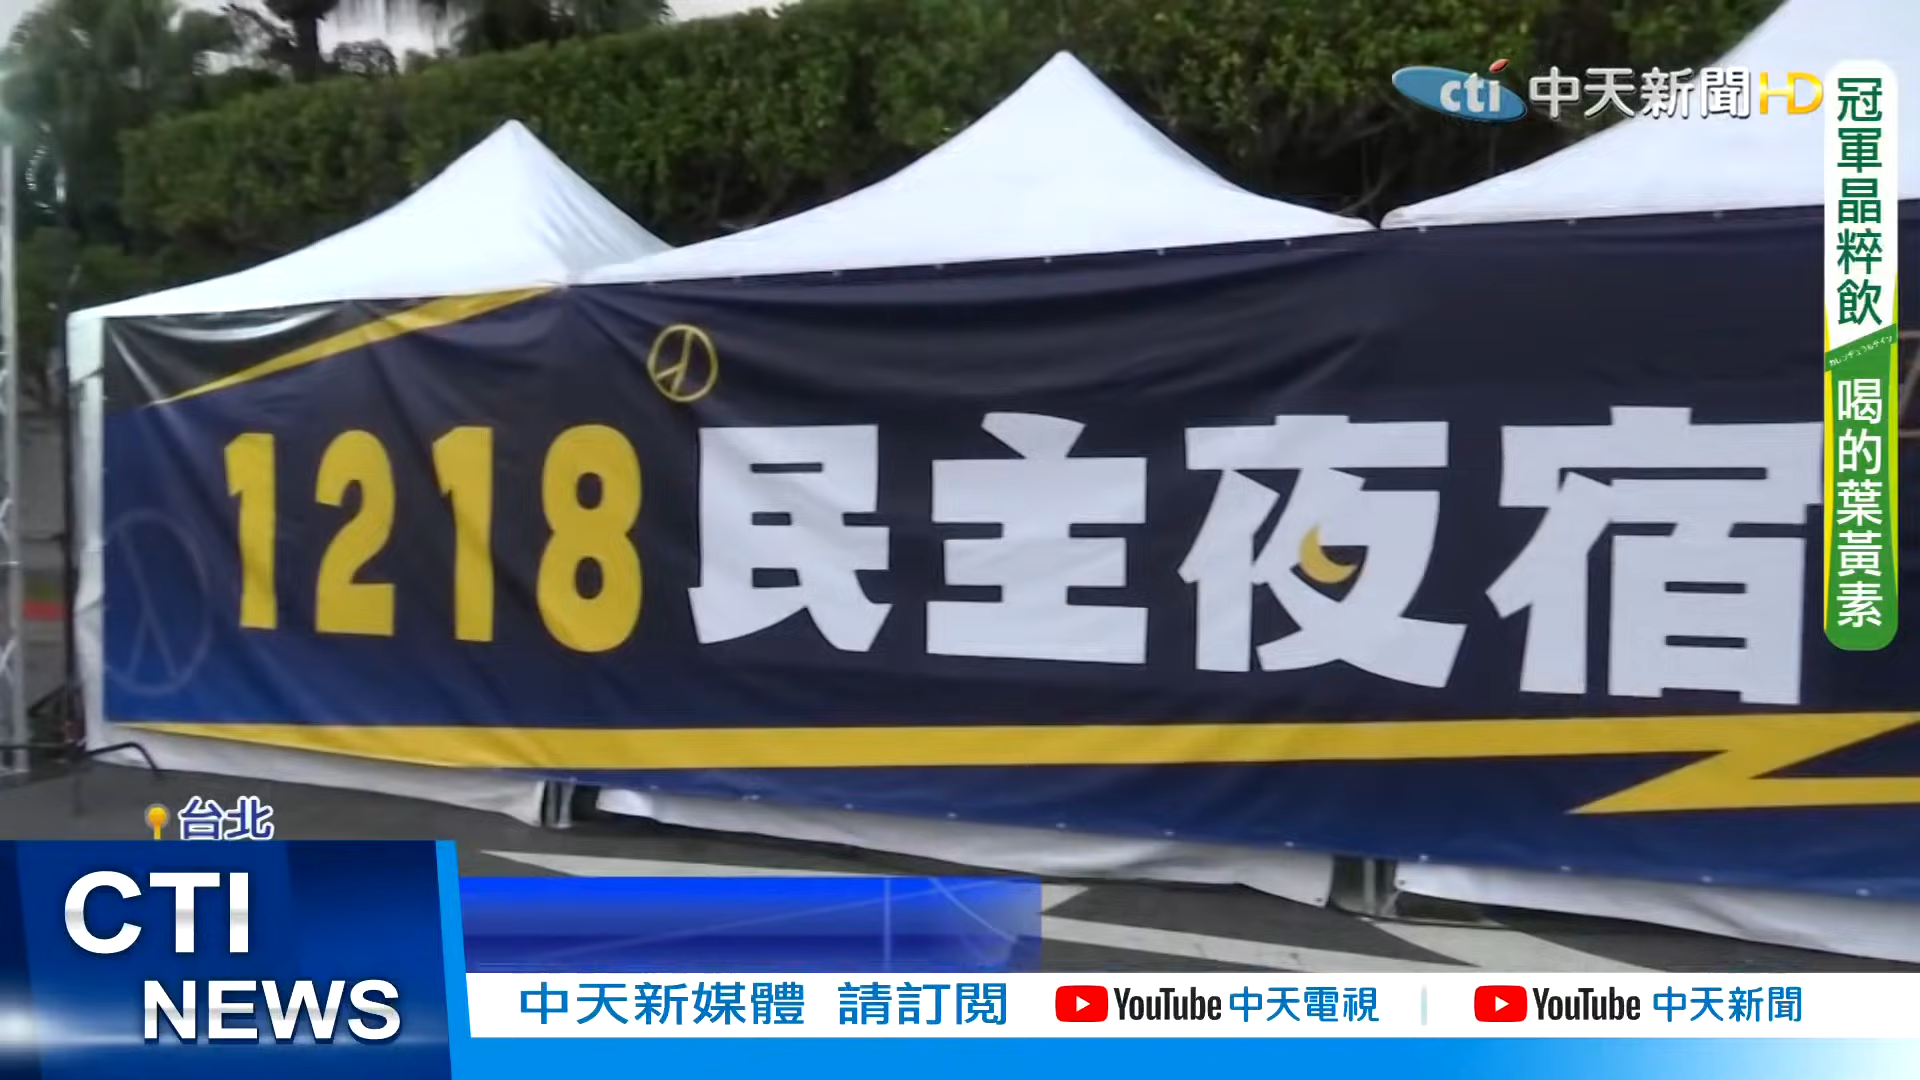 cti 中天新聞HD
冠軍晶粹飲
喝的葉黃素
1218民主夜宿
台北
CTI
NEWS
中天新媒體 請訂閱 YouTube 中天電視 | YouTube 中天新聞